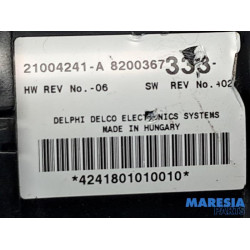 21004241-A 8200367333-
HW REV No.-06 SW REV No.+02
DELPHI DELCO ELECTRONICS SYSTEMS
MADE IN HUNGARY
*4241801010010*
MARESIA
PARTS